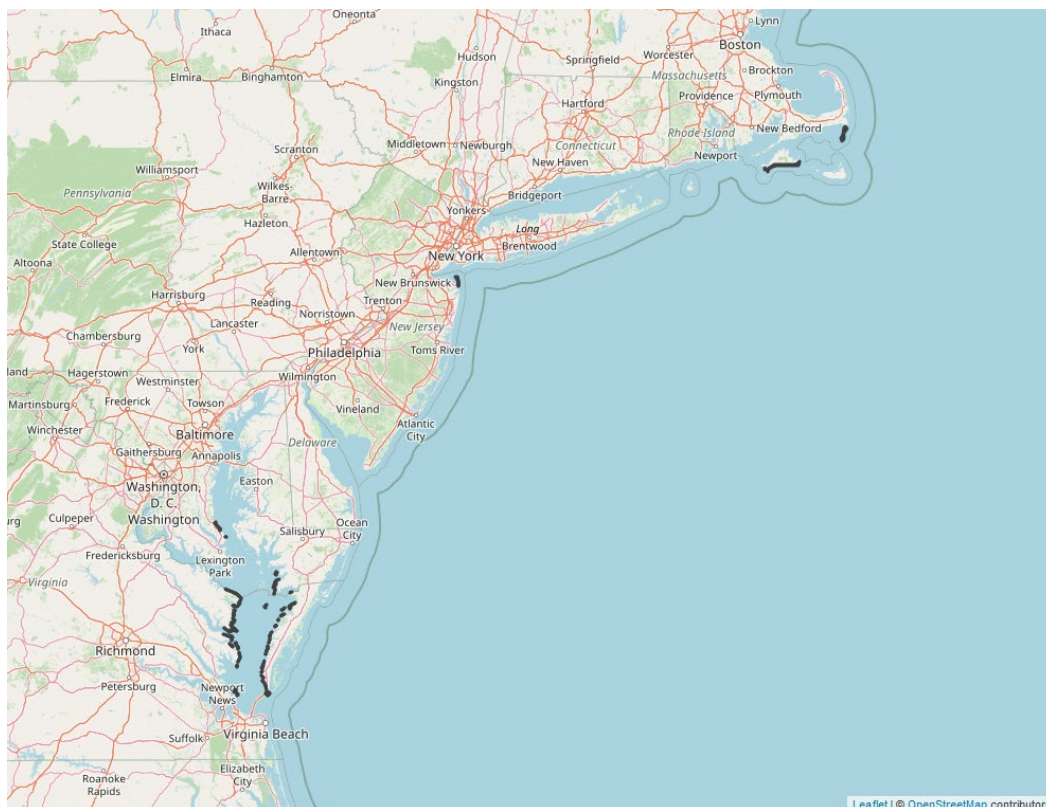 Oneonta
Ithaca
Lynn
Boston
Hudson
Springfield
Worcester
Massachusetts
Brockton
Elmira
Binghamton
Kingston
Providence
Plymouth
Hartford
Rhode Island
New Bedford
Connecticut
Middletown
Newburgh
Newport
Scranton
New Haven
Williamsport
Wilkes-
Barre
Bridgeport
Pennsylvania
Yonkers
Hazleton
Long
Brentwood
State College
Allentown
New York
Altoona
New Brunswick
Harrisburg
Reading
Trenton
Norristown
Lancaster
New Jersey
Chambersburg
York
Philadelphia
Toms River
land
Hagerstown
Westminster
Wilmington
Martinsburg
Frederick
Towson
Vineland
Winchester
Baltimore
Atlantic
City
Gaithersburg
Annapolis
Delaware
Washington,
D. C.
Washington
Easton
urg
Culpeper
Salisbury
Ocean
City
Fredericksburg
Lexington
Park
Virginia
Richmond
Petersburg
Newport
News
Virginia Beach
Suffolk
Elizabeth
City
Roanoke
Rapids
Leaflet | © OpenStreetMap contributor